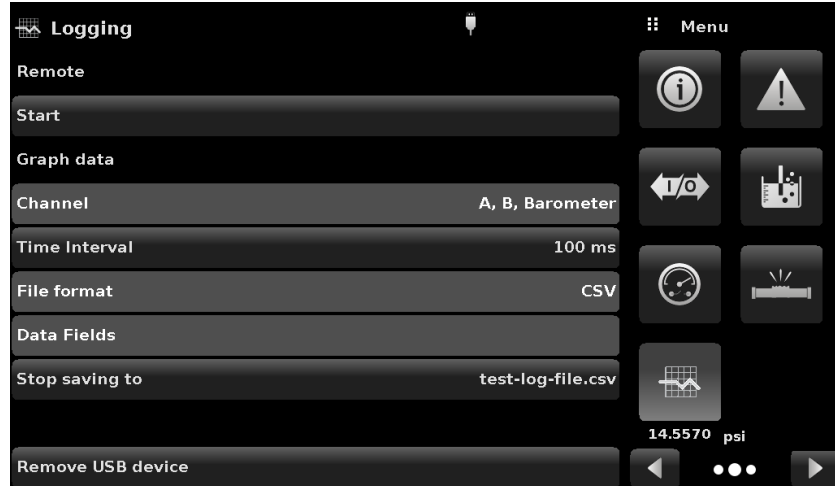 Logging
Menu
Remote
Start
Graph data
Channel A, B, Barometer
I/O
Time Interval 100 ms
File format CSV
Data Fields
Stop saving to test-log-file.csv
14.5570 psi
Remove USB device